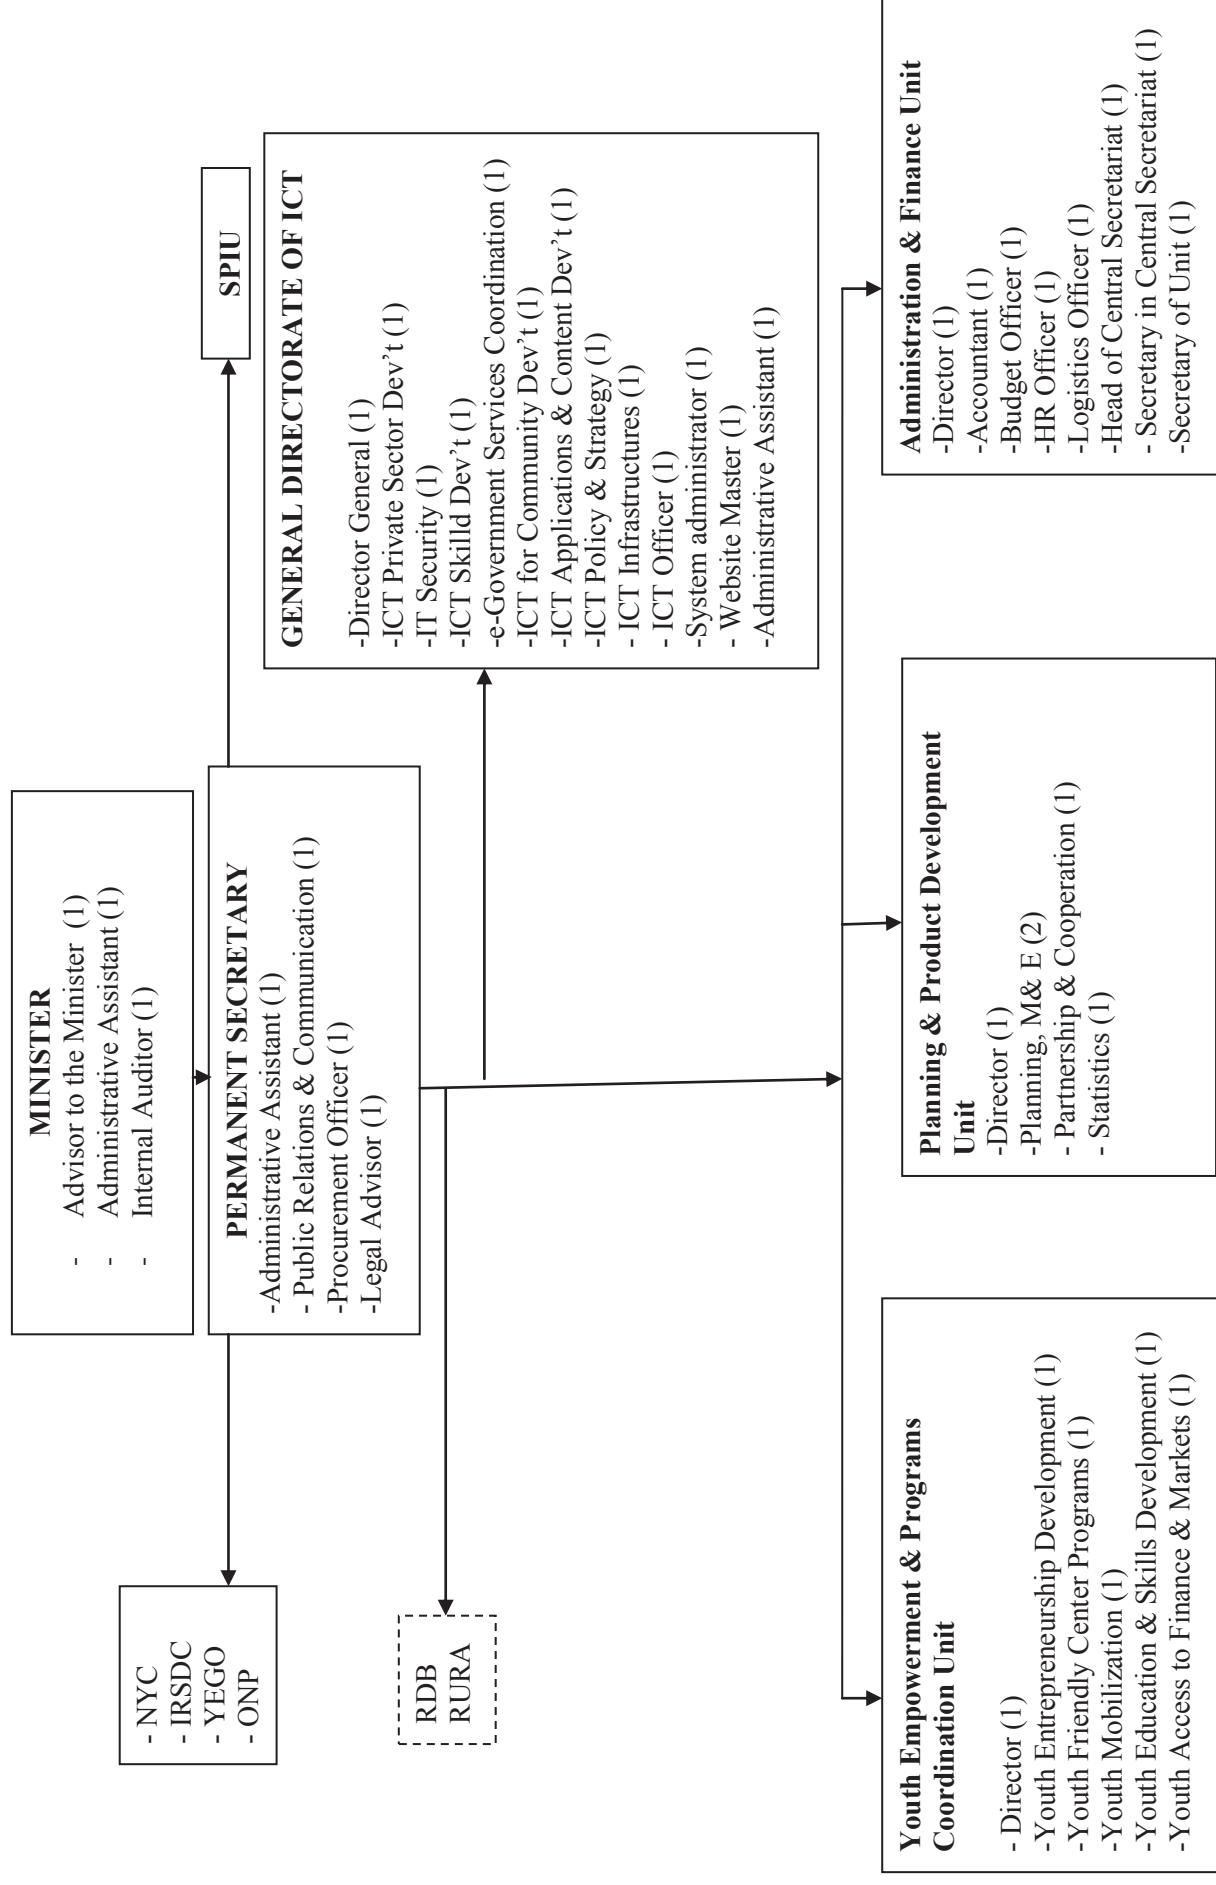 MINISTER
- Advisor to the Minister (1)
- Administrative Assistant (1)
- Internal Auditor (1)
PERMANENT SECRETARY
-Administrative Assistant (1)
- Public Relations & Communication (1)
-Procurement Officer (1)
-Legal Advisor (1)
- NYC
- IRSDC
- YEGO
- ONP
SPIU
RDB
RURA
GENERAL DIRECTORATE OF ICT
-Director General (1)
-ICT Private Sector Dev’t (1)
-IT Security (1)
-ICT Skilld Dev’t (1)
-e-Government Services Coordination (1)
-ICT for Community Dev’t (1)
-ICT Applications & Content Dev’t (1)
-ICT Policy & Strategy (1)
- ICT Infrastructures (1)
- ICT Officer (1)
-System administrator (1)
- Website Master (1)
-Administrative Assistant (1)
Youth Empowerment & Programs
Coordination Unit
- Director (1)
-Youth Entrepreneurship Development (1)
-Youth Friendly Center Programs (1)
-Youth Mobilization (1)
-Youth Education & Skills Development (1)
-Youth Access to Finance & Markets (1)
Planning & Product Development
Unit
-Director (1)
-Planning, M& E (2)
- Partnership & Cooperation (1)
- Statistics (1)
Administration & Finance Unit
-Director (1)
-Accountant (1)
-Budget Officer (1)
-HR Officer (1)
-Logistics Officer (1)
-Head of Central Secretariat (1)
- Secretary in Central Secretariat (1)
-Secretary of Unit (1)